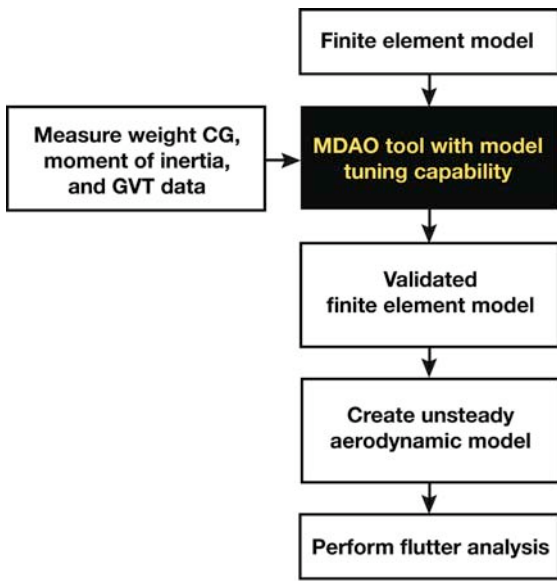 Finite element model
Measure weight CG,
moment of inertia,
and GVT data
MDAO tool with model
tuning capability
Validated
finite element model
Create unsteady
aerodynamic model
Perform flutter analysis